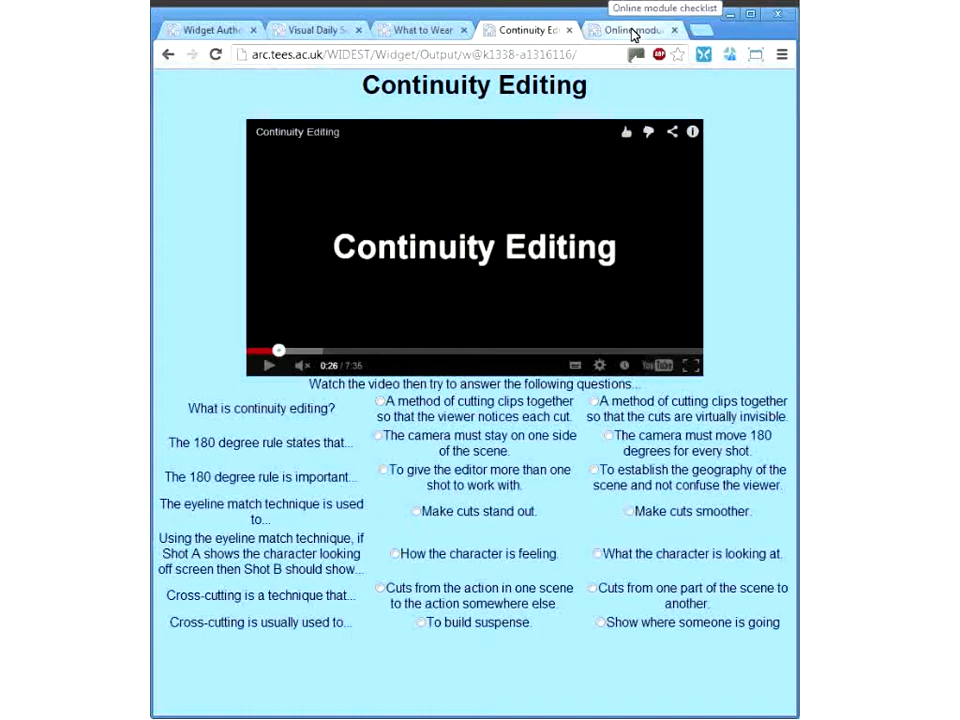 Online module checklist
Widget Autho
Visual Daily S
What to Wear
Continuity Ed
Online modu
arc.tees.ac.uk/WIDEST/Widget/Output/w@k1338-a1316116/
ABP
Continuity Editing
Continuity Editing
Continuity Editing
0:26 / 7:35
YouTube
Watch the video then try to answer the following questions...
What is continuity editing?
A method of cutting clips together
so that the viewer notices each cut.
A method of cutting clips together
so that the cuts are virtually invisible.
The 180 degree rule states that...
The camera must stay on one side
of the scene.
The camera must move 180
degrees for every shot.
The 180 degree rule is important...
To give the editor more than one
shot to work with.
To establish the geography of the
scene and not confuse the viewer.
The eyeline match technique is used
to...
Make cuts stand out.
Make cuts smoother.
Using the eyeline match technique, if
Shot A shows the character looking
off screen then Shot B should show...
How the character is feeling.
What the character is looking at.
Cross-cutting is a technique that...
Cuts from the action in one scene
to the action somewhere else.
Cuts from one part of the scene to
another.
Cross-cutting is usually used to...
To build suspense.
Show where someone is going